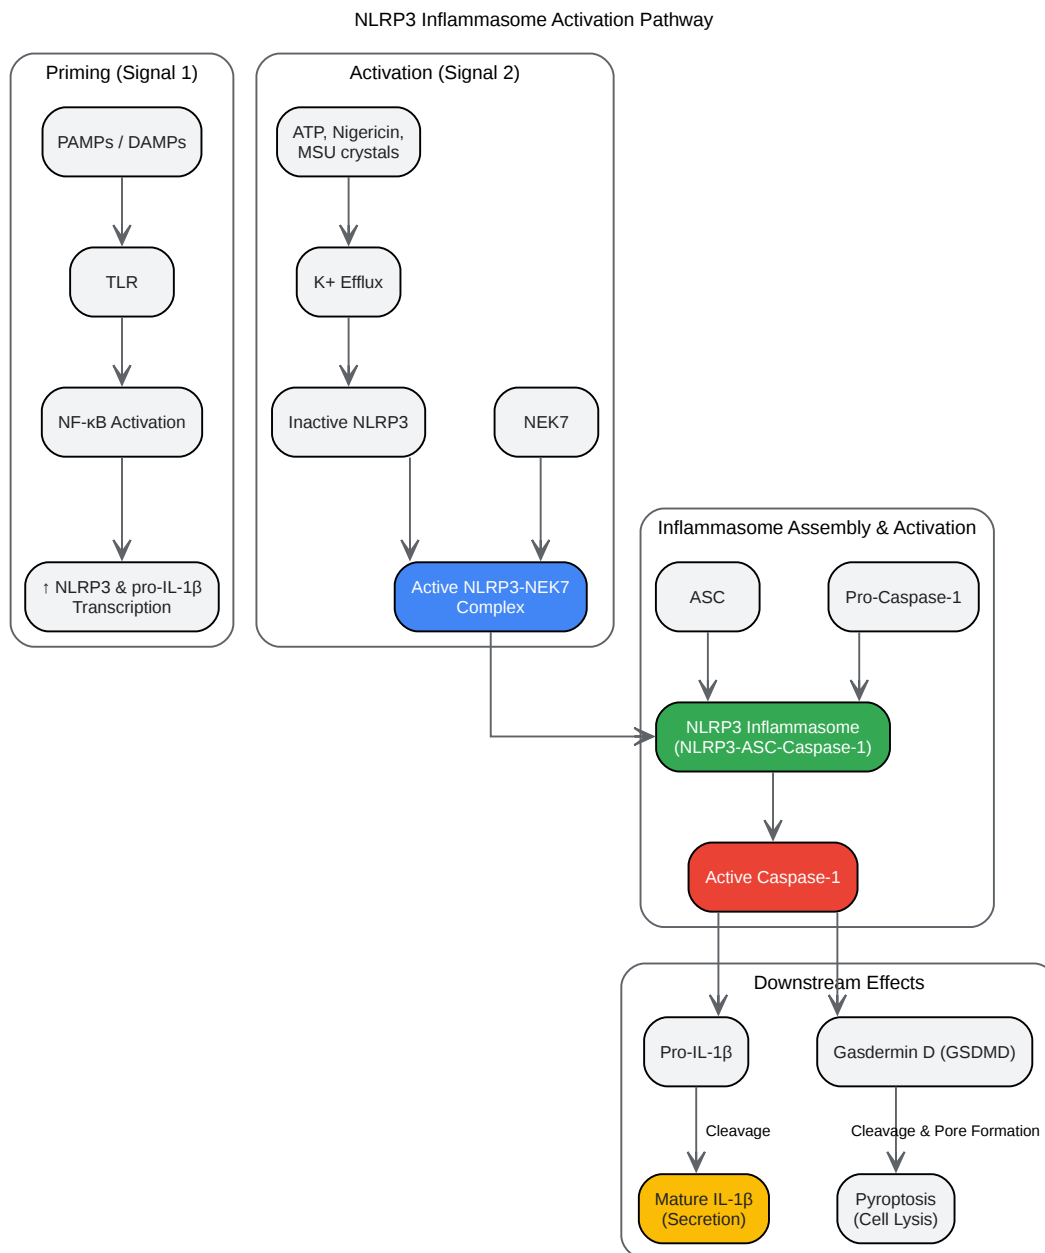 NLRP3 Inflammasome Activation Pathway
Priming (Signal 1)
PAMPs / DAMPs
TLR
NF-κB Activation
↑ NLRP3 & pro-IL-1β
Transcription
Activation (Signal 2)
ATP, Nigericin,
MSU crystals
K+ Efflux
Inactive NLRP3
NEK7
Active NLRP3-NEK7
Complex
Inflammasome Assembly & Activation
ASC
Pro-Caspase-1
NLRP3 Inflammasome
(NLRP3-ASC-Caspase-1)
Active Caspase-1
Downstream Effects
Pro-IL-1β
Gasdermin D (GSDMD)
Cleavage
Cleavage & Pore Formation
Mature IL-1β
(Secretion)
Pyroptosis
(Cell Lysis)